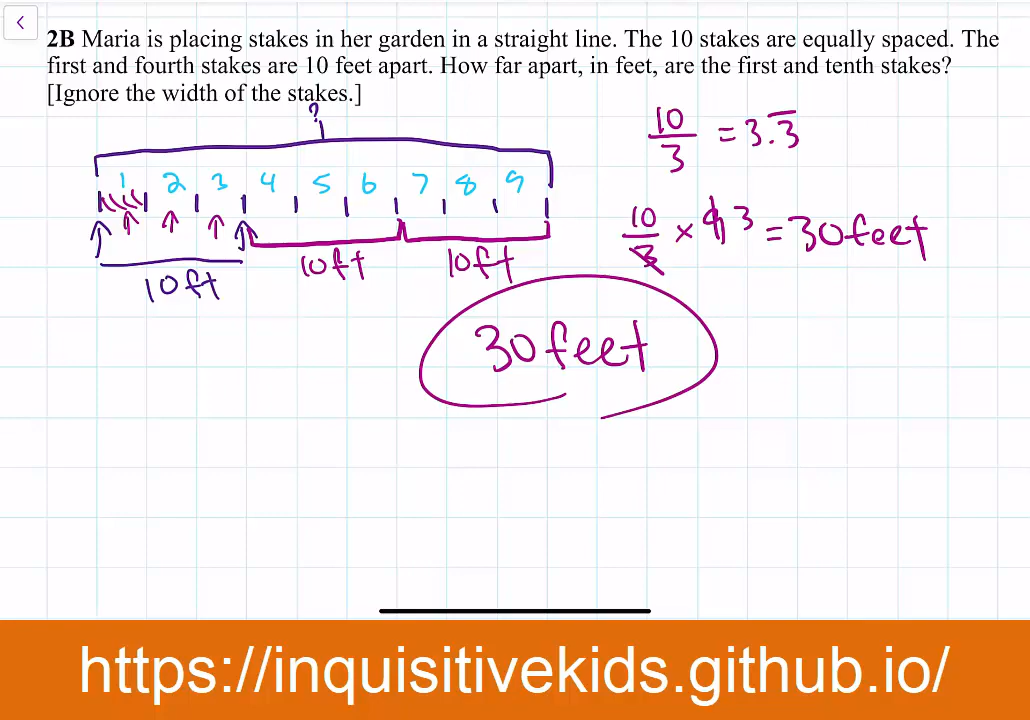 2B Maria is placing stakes in her garden in a straight line. The 10 stakes are equally spaced. The
first and fourth stakes are 10 feet apart. How far apart, in feet, are the first and tenth stakes?
[Ignore the width of the stakes.]
?
1 2 3 4 5 6 7 8 9
10ft 10ft 10ft
10/3 = 3.3̅
10/3 × 9 3 = 30feet
30feet
https://inquisitivekids.github.io/